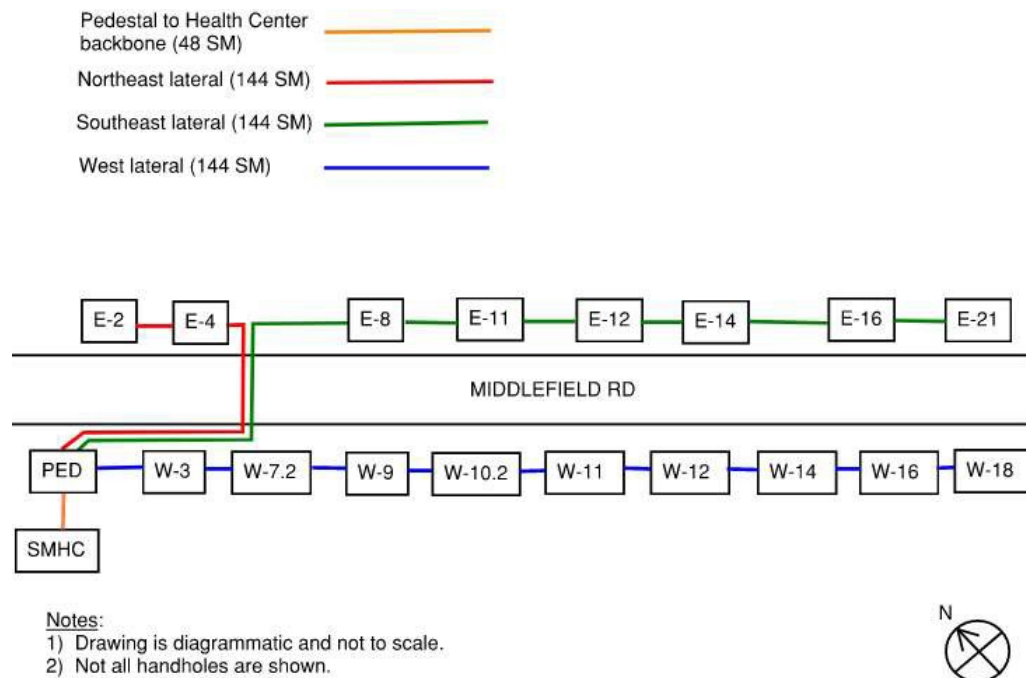 Pedestal to Health Center
backbone (48 SM)
Northeast lateral (144 SM)
Southeast lateral (144 SM)
West lateral (144 SM)
E-2
E-4
E-8
E-11
E-12
E-14
E-16
E-21
MIDDLEFIELD RD
PED
W-3
W-7.2
W-9
W-10.2
W-11
W-12
W-14
W-16
W-18
SMHC
Notes:
1) Drawing is diagrammatic and not to scale.
2) Not all handholes are shown.
N